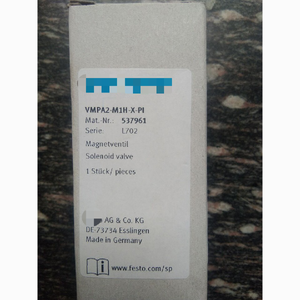 VMPA2-M1H-X-PI
Mat.-Nr.: 537961
Serie: L702
Magnetventil
Solenoid valve
1 Stück/ pieces
AG & Co. KG
DE-73734 Esslingen
Made in Germany
www.festo.com/sp